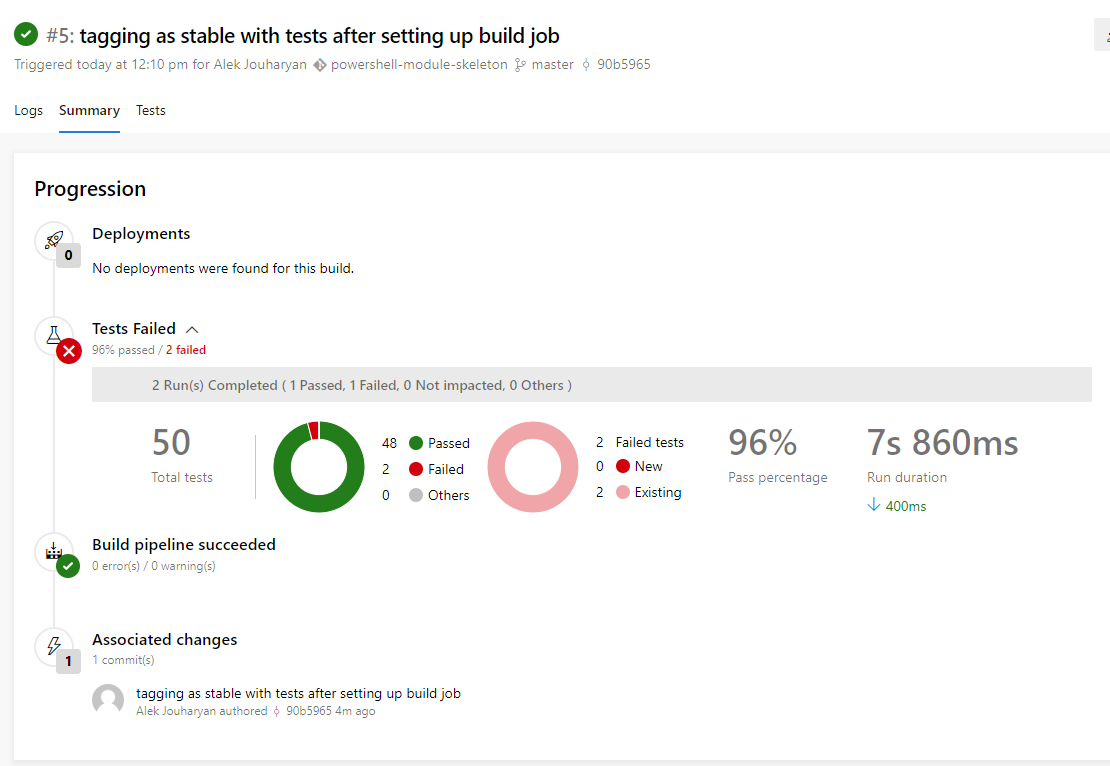 #5: tagging as stable with tests after setting up build job
Triggered today at 12:10 pm for Alek Jouharyan powershell-module-skeleton master 90b5965
Logs Summary Tests
Progression
Deployments
0
No deployments were found for this build.
Tests Failed
96% passed / 2 failed
2 Run(s) Completed ( 1 Passed, 1 Failed, 0 Not impacted, 0 Others )
50
Total tests
48 Passed
2 Failed
0 Others
2 Failed tests
0 New
2 Existing
96%
Pass percentage
7s 860ms
Run duration
400ms
Build pipeline succeeded
0 error(s) / 0 warning(s)
Associated changes
1
1 commit(s)
tagging as stable with tests after setting up build job
Alek Jouharyan authored 90b5965 4m ago